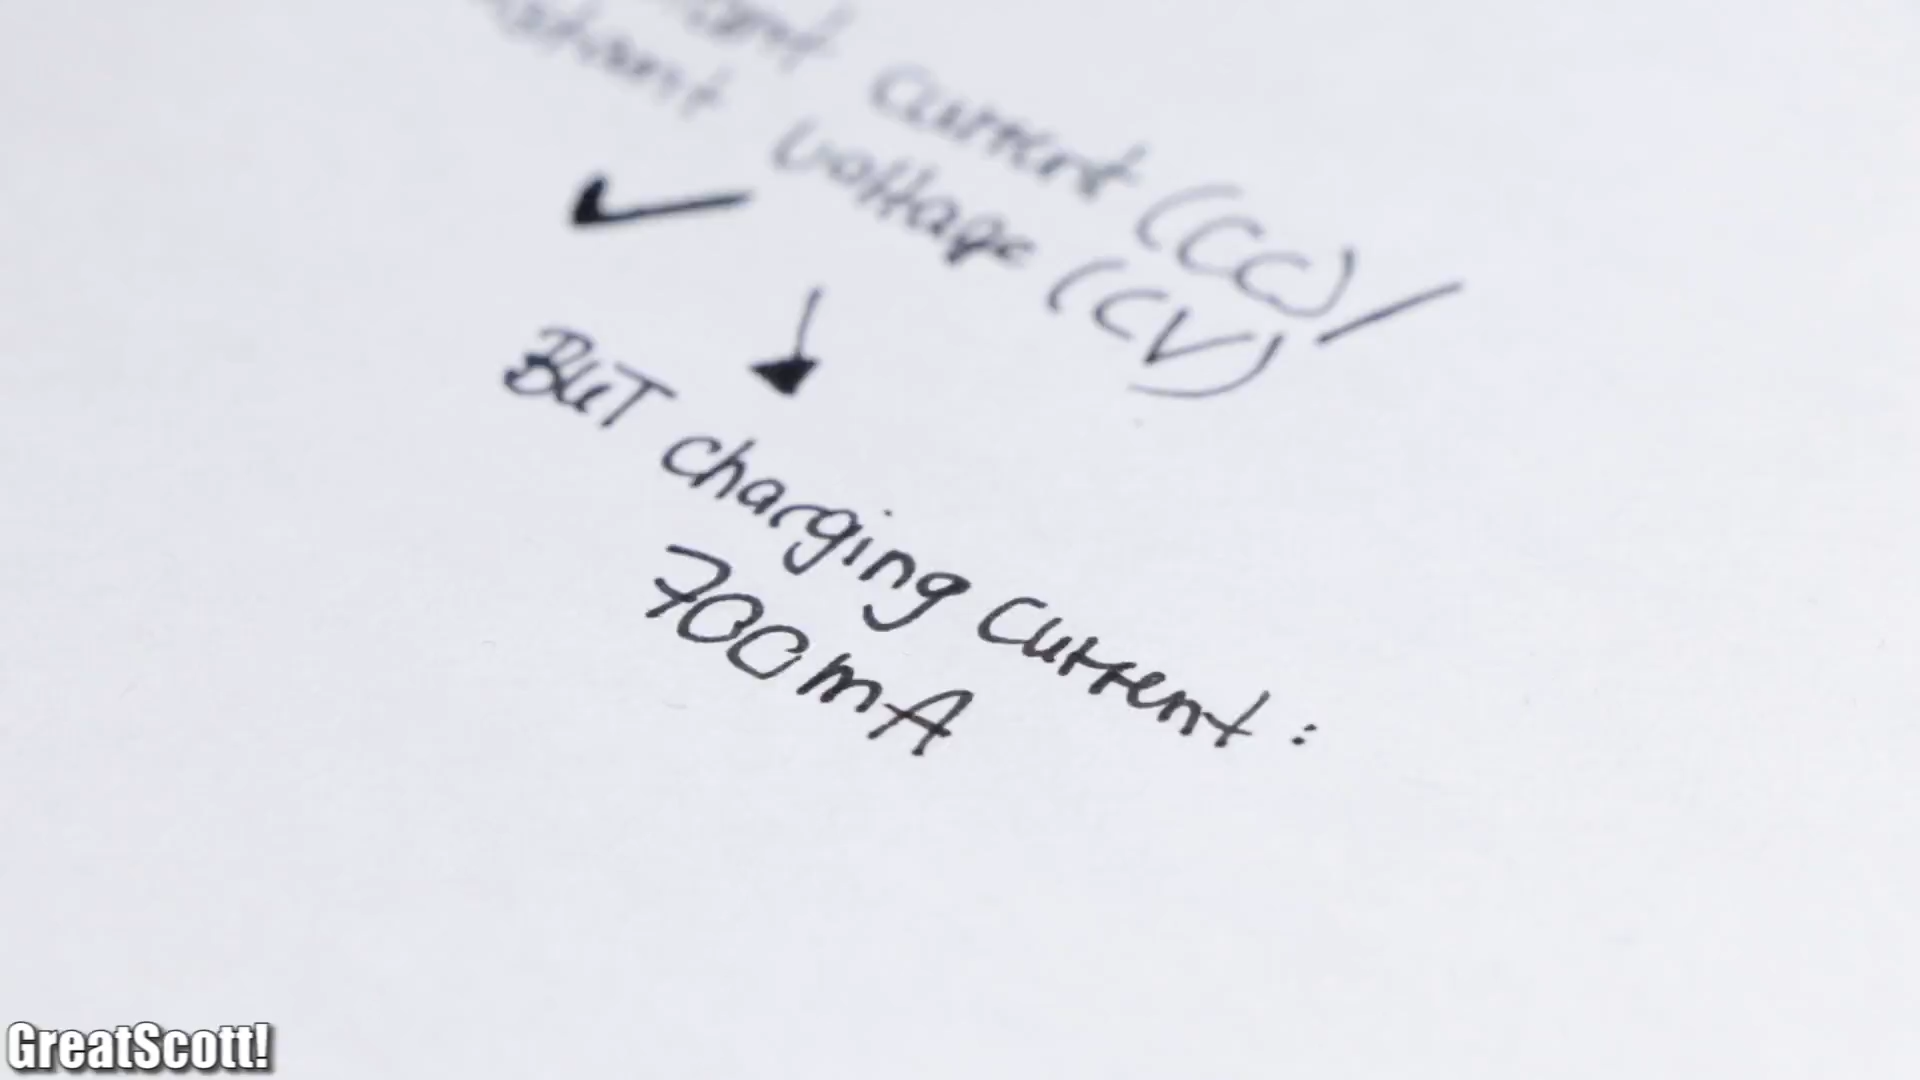 Current (CC) /
Voltage (CV)
BUT charging current:
700mA
GreatScott!